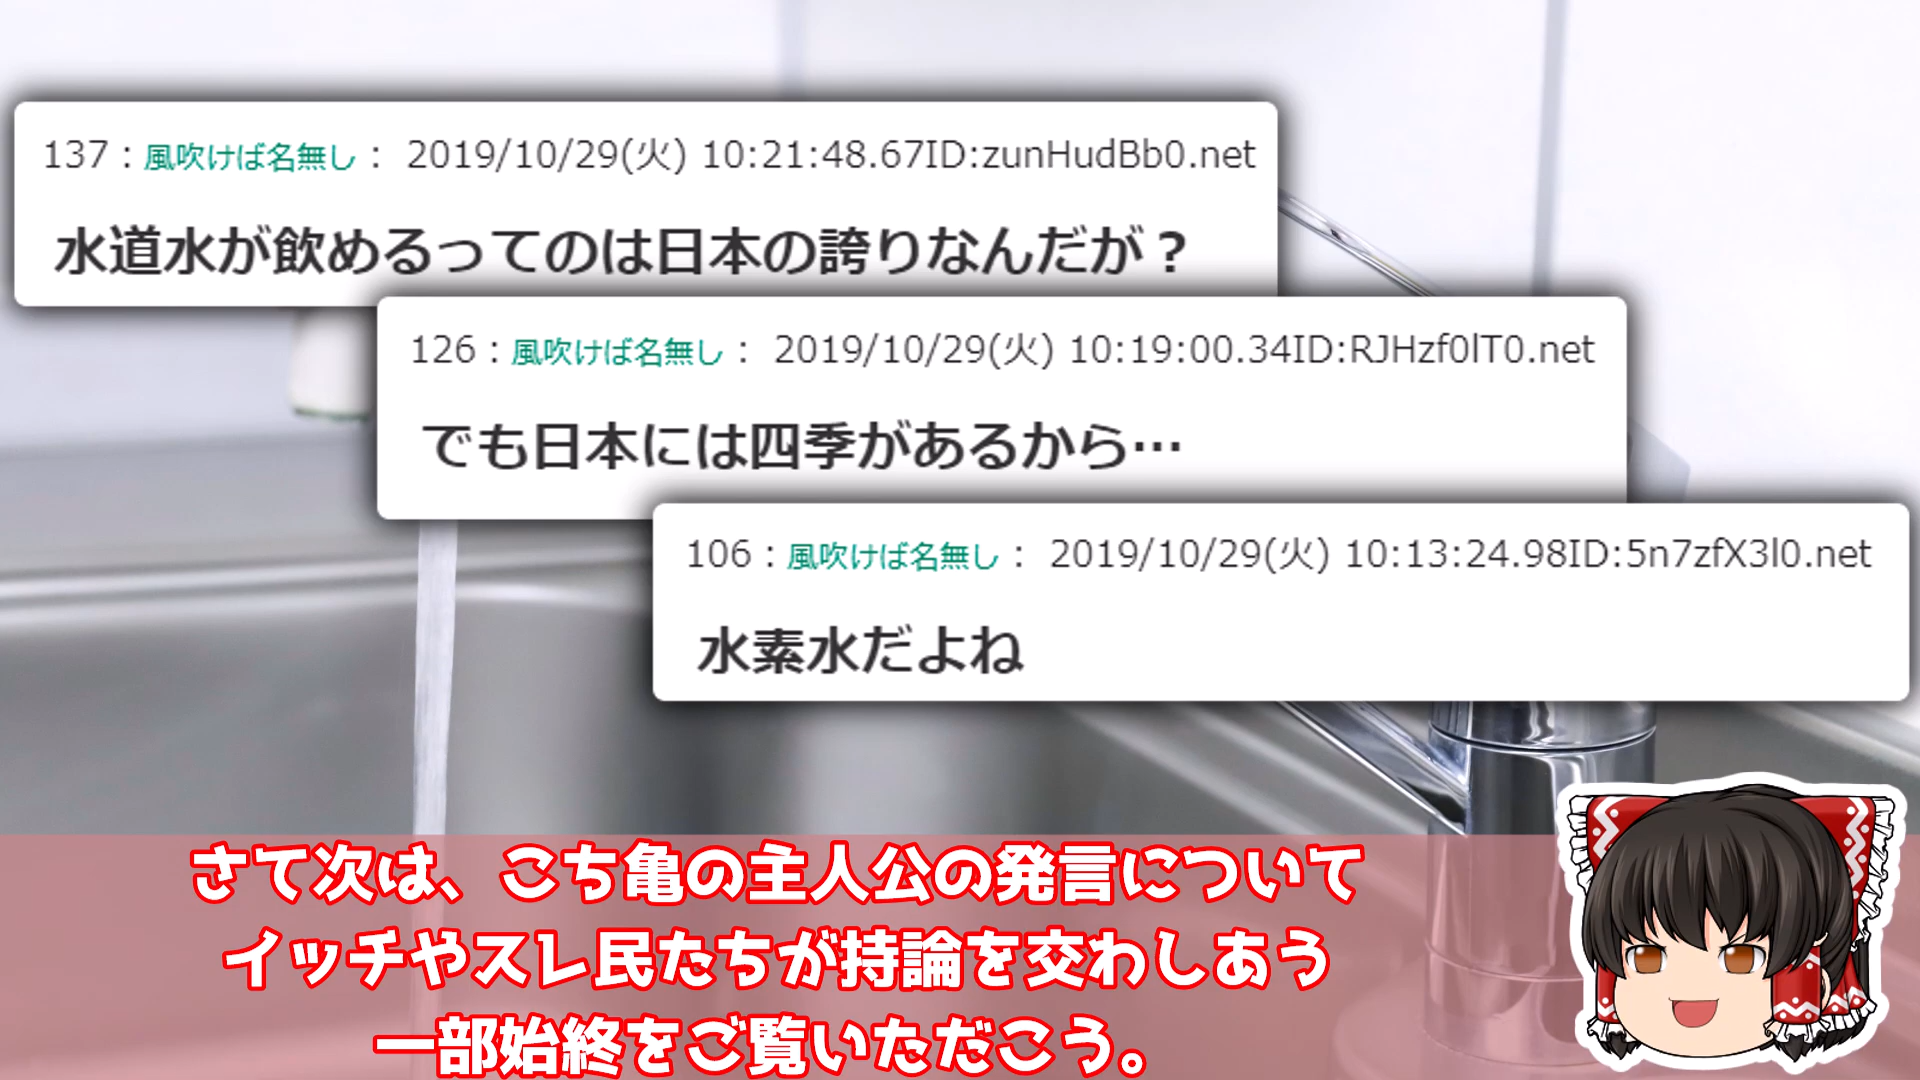 137：風吹けば名無し： 2019/10/29(火) 10:21:48.67ID:zunHudBb0.net
水道水が飲めるってのは日本の誇りなんだが？
126：風吹けば名無し： 2019/10/29(火) 10:19:00.34ID:RJHzf0lT0.net
でも日本には四季があるから…
106：風吹けば名無し： 2019/10/29(火) 10:13:24.98ID:5n7zfX3l0.net
水素水だよね
さて次は、こち亀の主人公の発言について
イッチやスレ民たちが持論を交わしあう
一部始終をご覧いただこう。